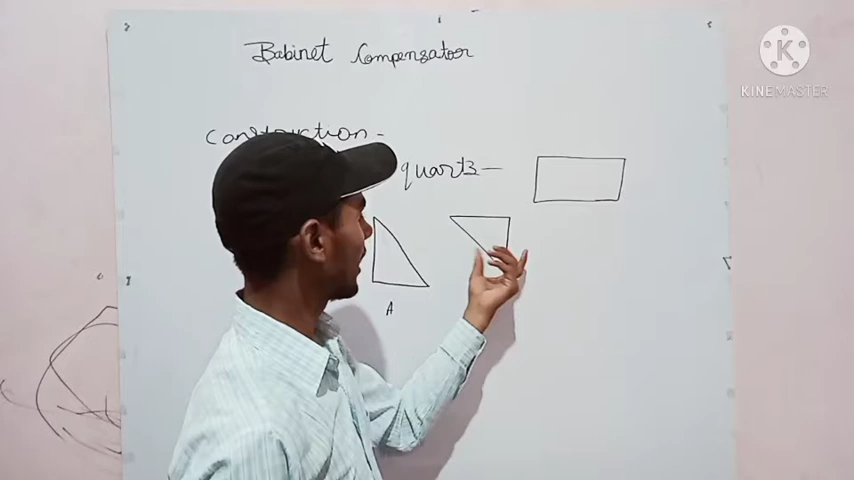 Babinet Compensator
Construction -
quartz —
A
K
KINEMASTER